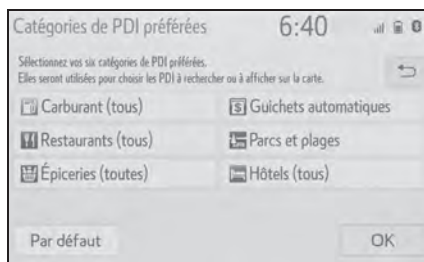 Catégories de PDI préférées 6:40
Sélectionnez vos six catégories de PDI préférées.
Elles seront utilisées pour choisir les PDI à rechercher ou à afficher sur la carte.
Carburant (tous) Guichets automatiques
Restaurants (tous) Parcs et plages
Épiceries (toutes) Hôtels (tous)
Par défaut OK